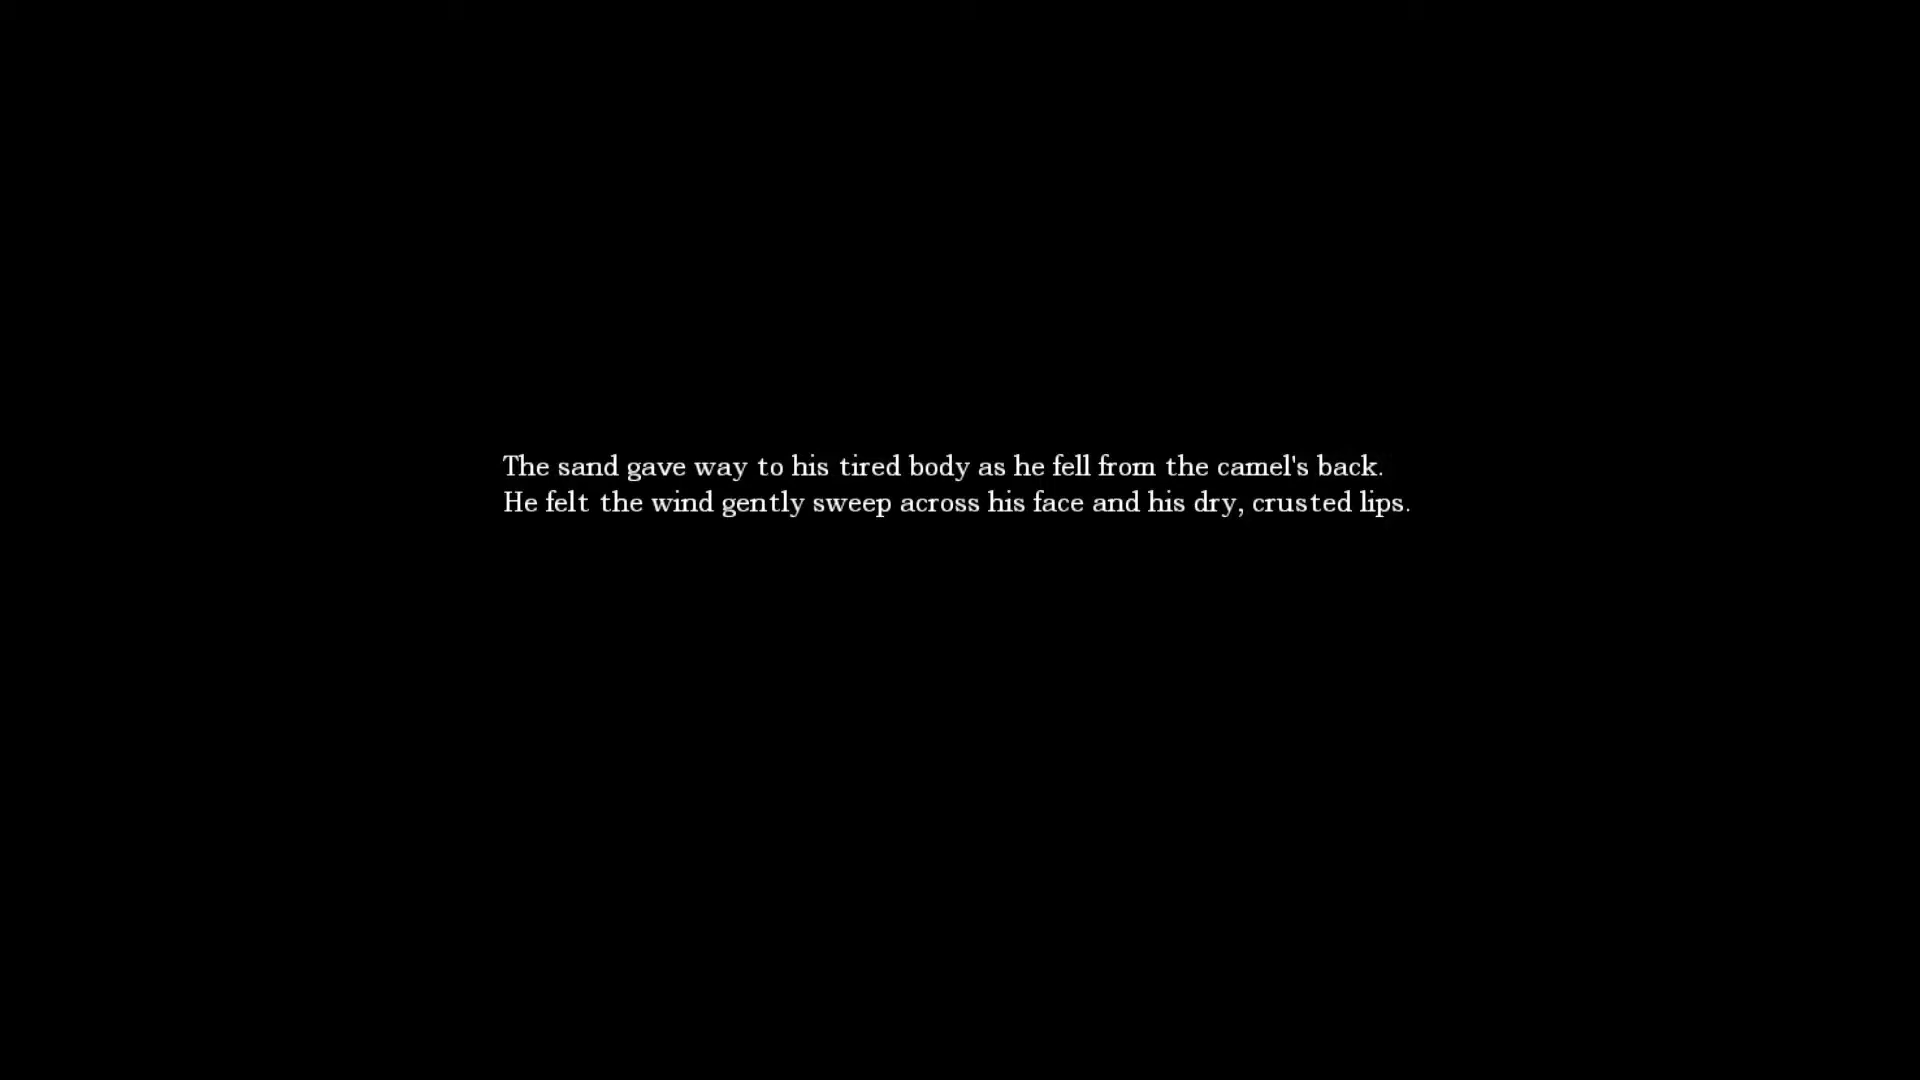 The sand gave way to his tired body as he fell from the camel's back.
He felt the wind gently sweep across his face and his dry, crusted lips.